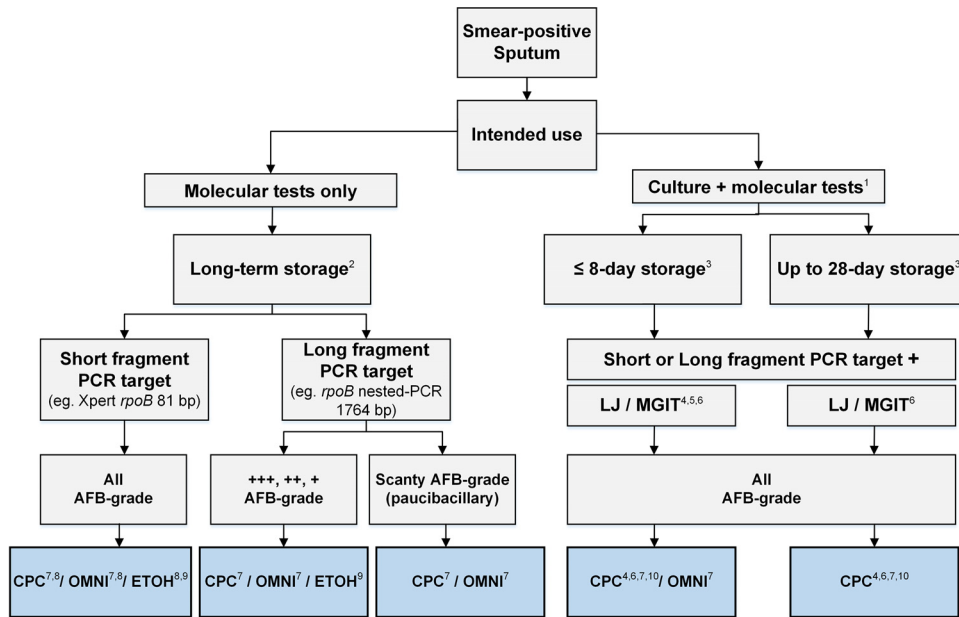 Smear-positive
Sputum
Intended use
Molecular tests only
Culture + molecular tests¹
Long-term storage²
≤ 8-day storage³
Up to 28-day storage³
Short fragment
PCR target
(eg. Xpert rpoB 81 bp)
Long fragment
PCR target
(eg. rpoB nested-PCR
1764 bp)
Short or Long fragment PCR target +
LJ / MGIT⁴,⁵,⁶
LJ / MGIT⁶
All
AFB-grade
+++, ++, +
AFB-grade
Scanty AFB-grade
(paucibacillary)
All
AFB-grade
CPC⁷,⁸/ OMNI⁷,⁸/ ETOH⁸,⁹
CPC⁷ / OMNI⁷ / ETOH⁹
CPC⁷ / OMNI⁷
CPC⁴,⁶,⁷,¹⁰/ OMNI⁷
CPC⁴,⁶,⁷,¹⁰